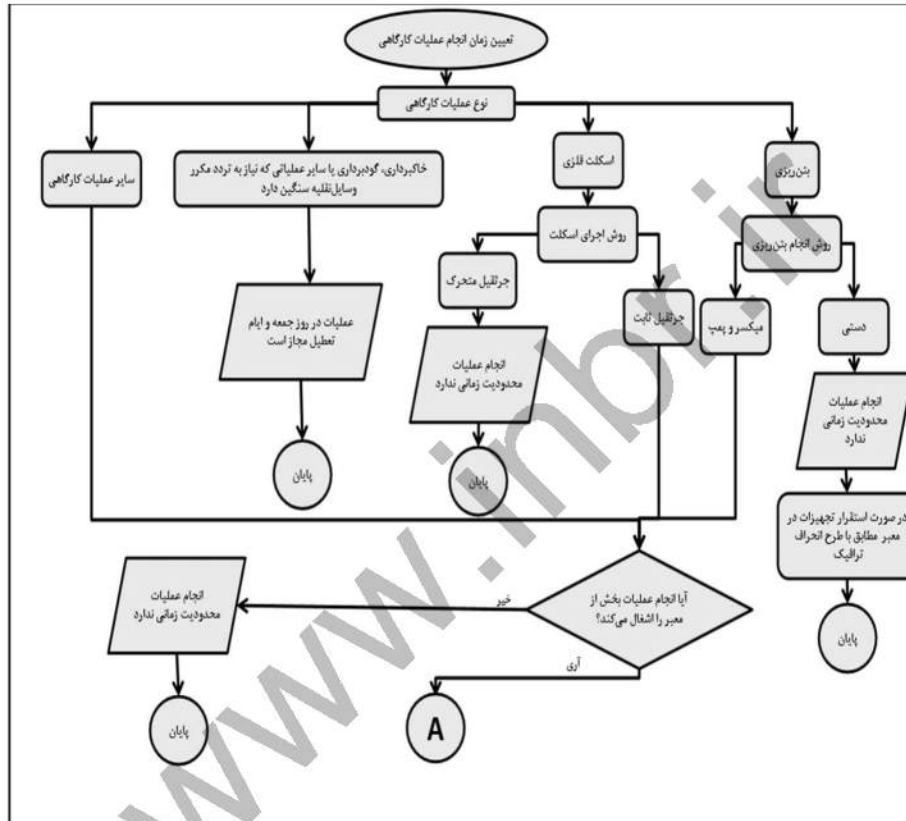 تعیین زمان انجام عملیات کارگاهی
نوع عملیات کارگاهی
بتن‌ریزی
اسکلت فلزی
خاکبرداری، گودبرداری یا سایر عملیاتی که نیاز به تردد مکرر
وسایل‌نقلیه سنگین دارد
سایر عملیات کارگاهی
روش انجام بتن‌ریزی
روش اجرای اسکلت
دستی
میکسر و پمپ
جرثقیل ثابت
جرثقیل متحرک
عملیات در روز جمعه و ایام
تعطیل مجاز است
انجام عملیات
محدودیت زمانی
ندارد
انجام عملیات
محدودیت زمانی ندارد
پایان
پایان
در صورت استقرار تجهیزات در
معبر مطابق با طرح انحراف
ترافیک
پایان
آیا انجام عملیات بخش از
معبر را اشغال می‌کند؟
خیر
انجام عملیات
محدودیت زمانی ندارد
آری
پایان
A
www.inbr.ir